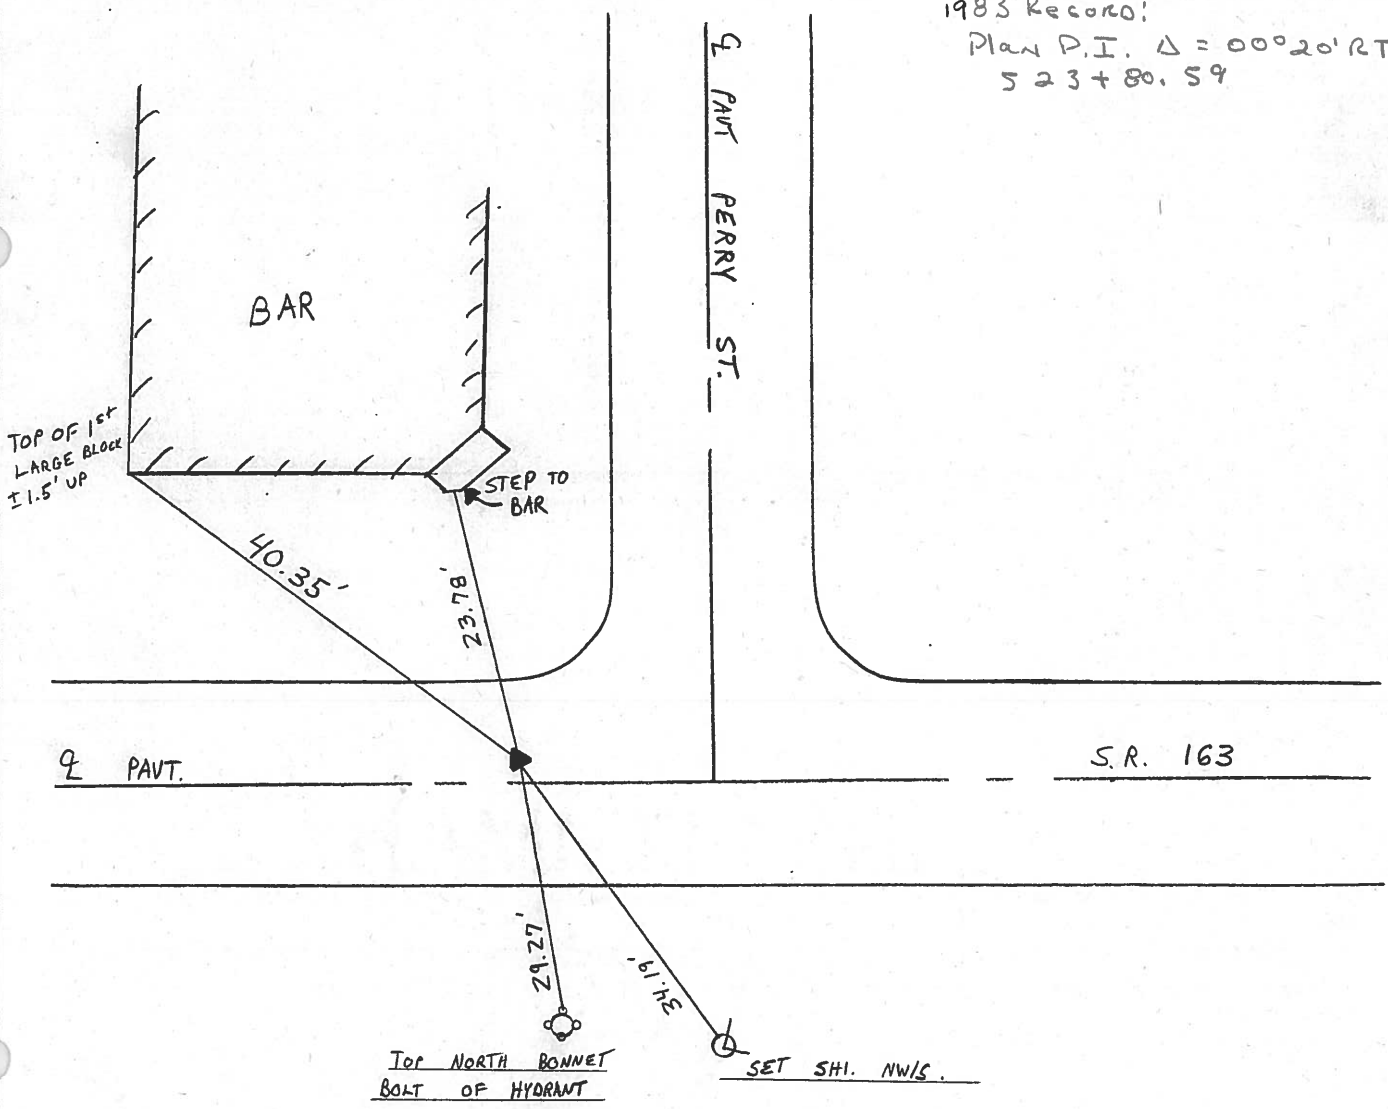 1983 Record:
Plan P.I. Δ = 00°20' RT
523+80.59
℄ PAVT PERRY ST.
BAR
TOP OF 1st
LARGE BLOCK
±1.5' UP
STEP TO
BAR
40.35'
23.78'
℄ PAVT.
S.R. 163
29.27'
34.19'
TOP NORTH BONNET
BOLT OF HYDRANT
SET SHI. NW/S.